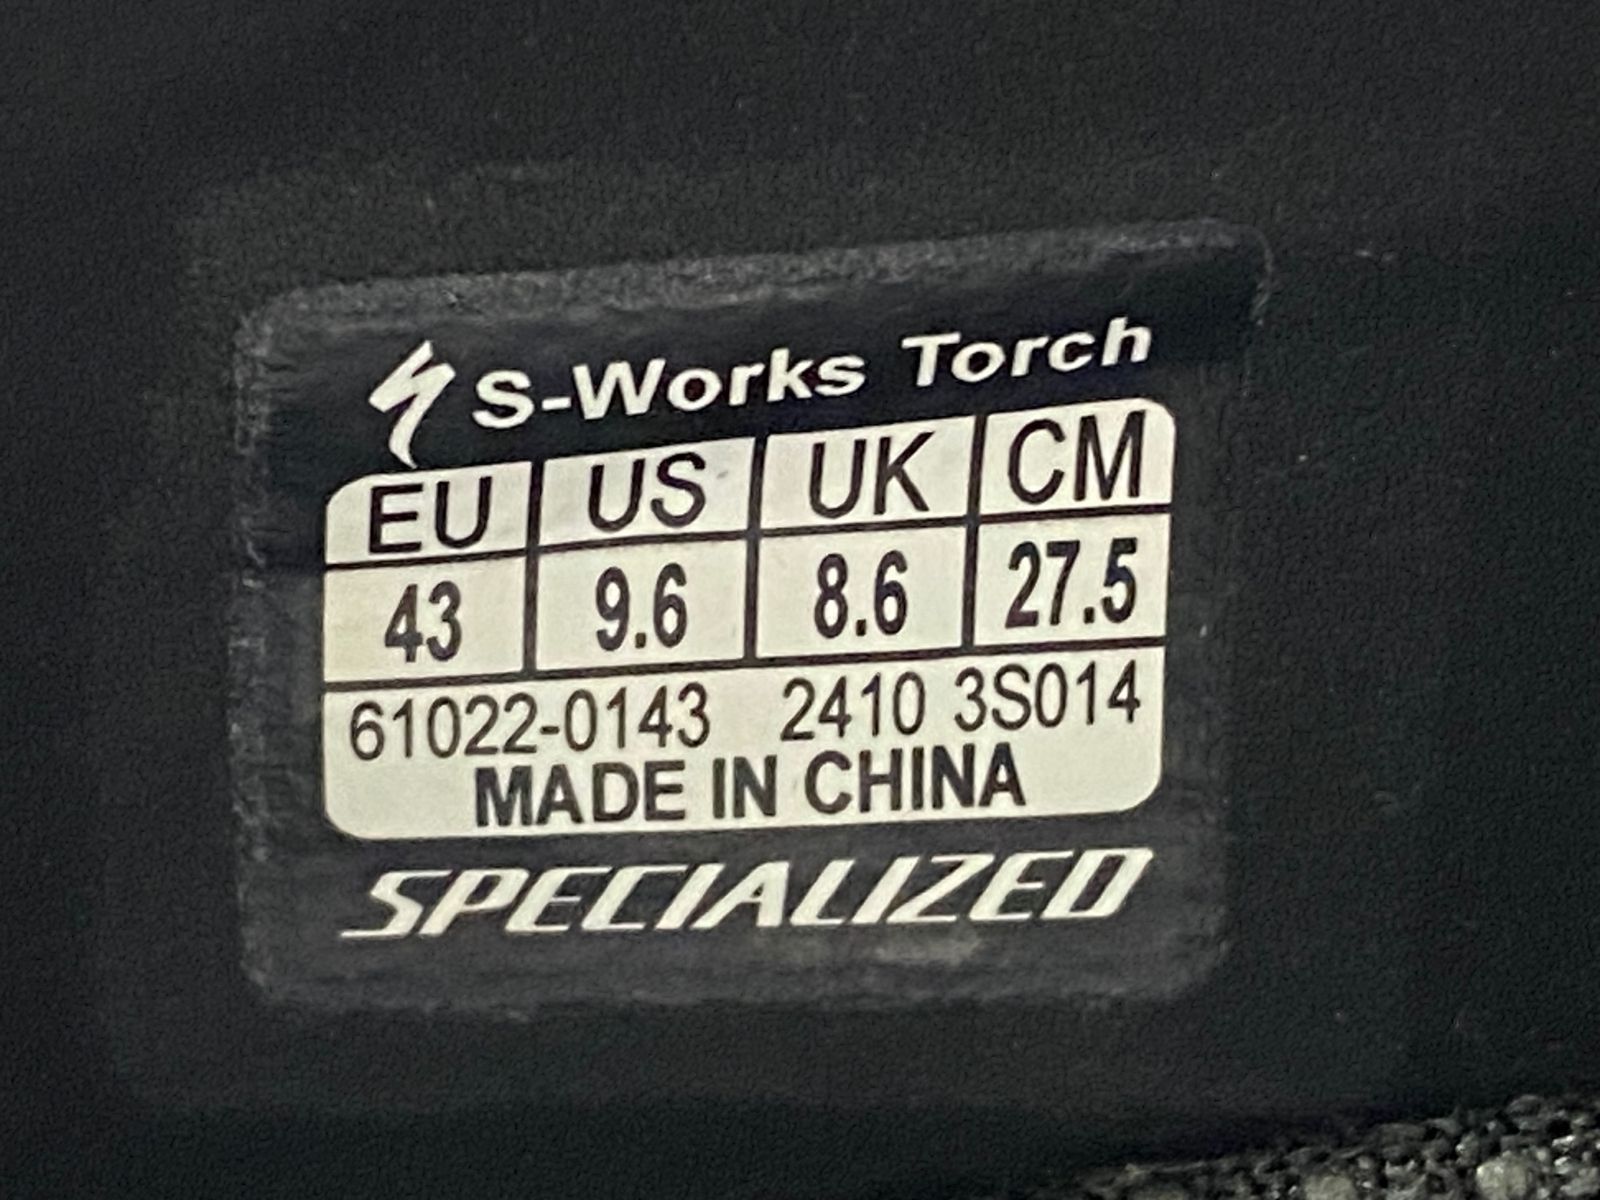 S-Works Torch
EU US UK CM
43 9.6 8.6 27.5
61022-0143 2410 3S014
MADE IN CHINA
SPECIALIZED